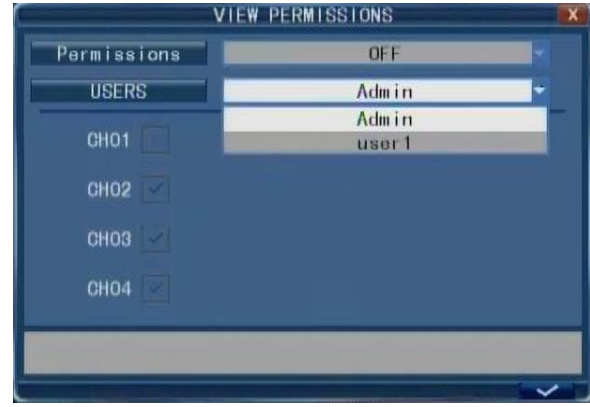 VIEW PERMISSIONS
Permissions OFF
USERS Admin
Admin
user1
CH01
CH02
CH03
CH04